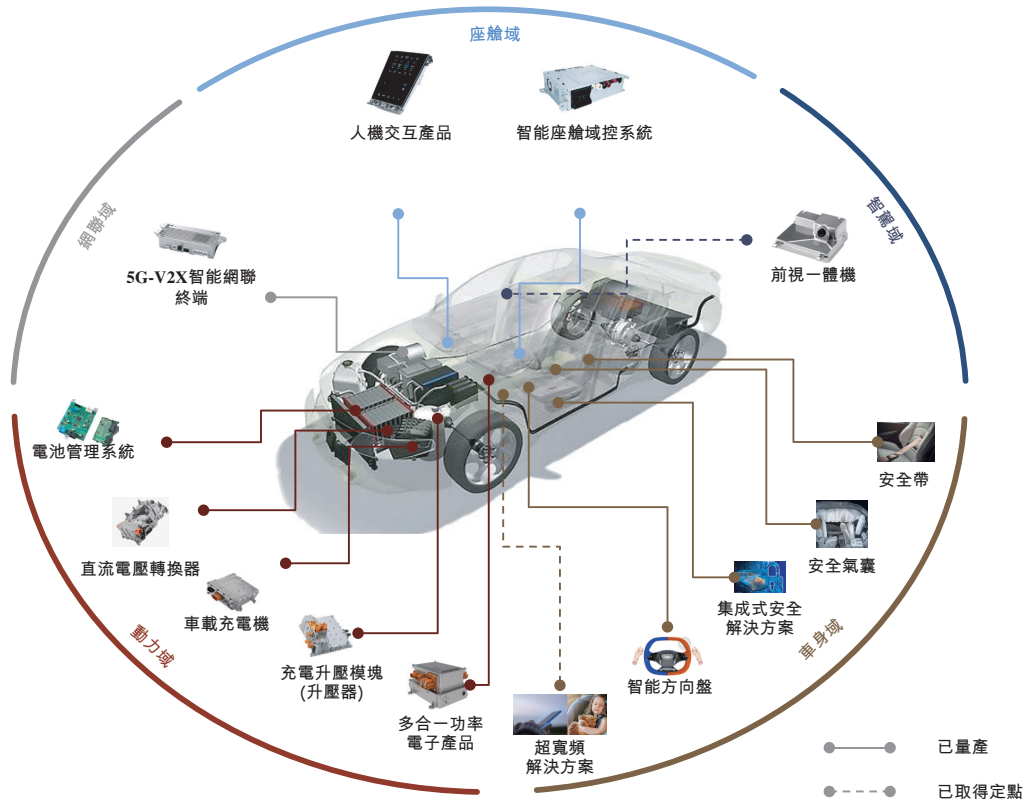 座艙域
人機交互產品
智能座艙域控系統
網聯域
智駕域
5G-V2X智能網聯
終端
前視一體機
電池管理系統
安全帶
直流電壓轉換器
安全氣囊
車載充電機
集成式安全
解決方案
動力域
車身域
充電升壓模塊
(升壓器)
智能方向盤
多合一功率
電子產品
超寬頻
解決方案
已量產
已取得定點